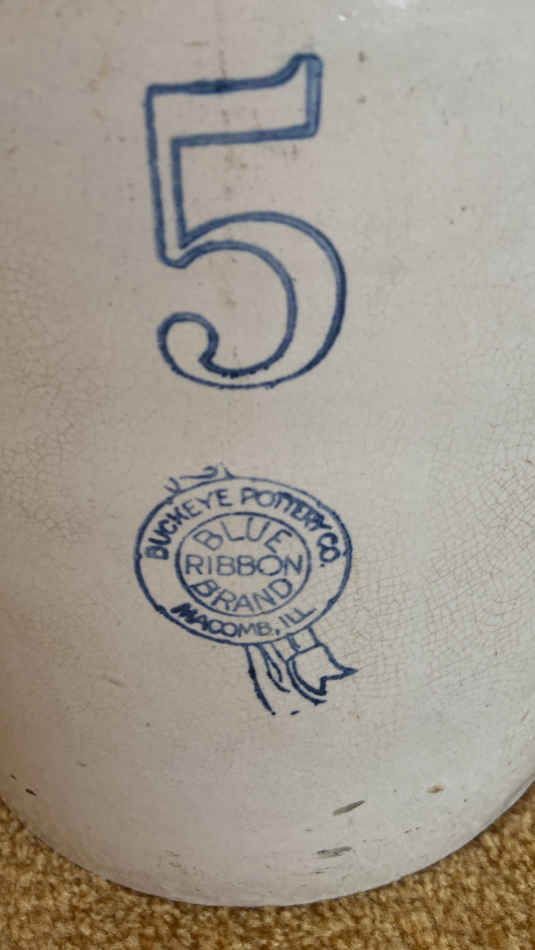 5
BUCKEYE POTTERY CO.
BLUE
RIBBON
BRAND
MACOMB, ILL